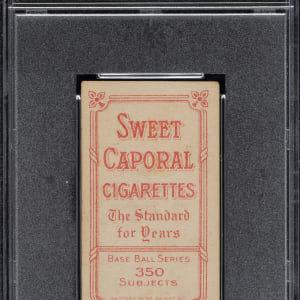 SWEET
CAPORAL
CIGARETTES
The Standard
for Years
BASE BALL SERIES
350
SUBJECTS